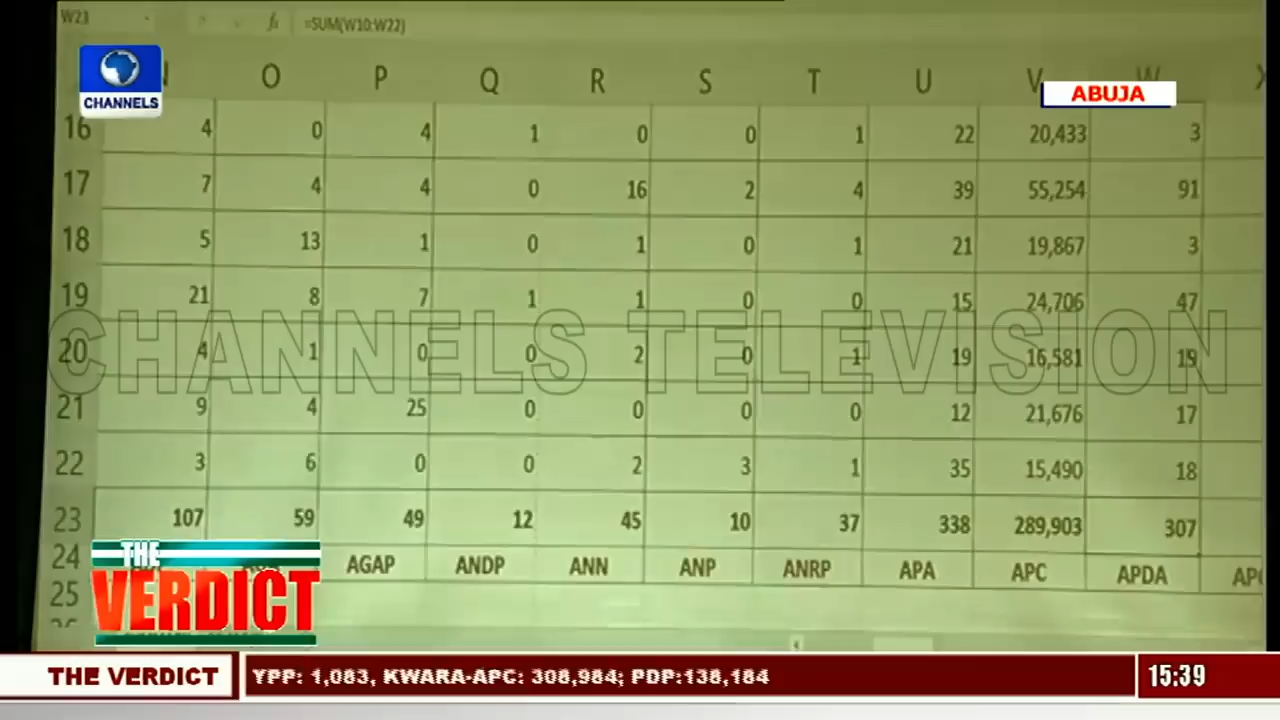 W23 fx =SUM(W10:W22)
CHANNELS
ABUJA
O P Q R S T U V W X
16 4 0 4 1 0 0 1 22 20,433 3
17 7 4 4 0 16 2 4 39 55,254 91
18 5 13 1 0 1 0 1 21 19,867 3
19 21 8 7 1 1 0 0 15 24,706 47
CHANNELS TELEVISION
20 4 1 0 0 2 0 1 19 16,581 19
21 9 4 25 0 0 0 0 12 21,676 17
22 3 6 0 0 2 3 1 35 15,490 18
23 107 59 49 12 45 10 37 338 289,903 307
24 AGAP ANDP ANN ANP ANRP APA APC APDA
25
THE
VERDICT
THE VERDICT YPP: 1,083, KWARA-APC: 308,984; PDP:138,184 15:39